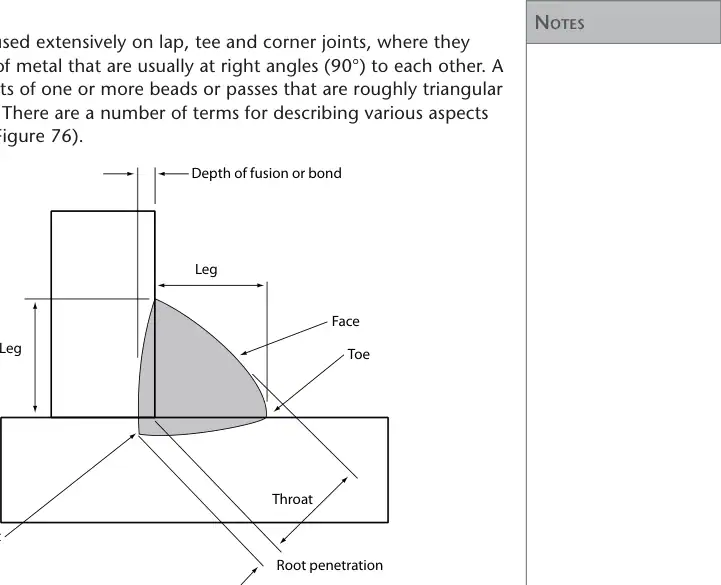 NOTES
used extensively on lap, tee and corner joints, where they
of metal that are usually at right angles (90°) to each other. A
ts of one or more beads or passes that are roughly triangular
There are a number of terms for describing various aspects
Figure 76).
Depth of fusion or bond
Leg
Face
Leg
Toe
Throat
Root penetration